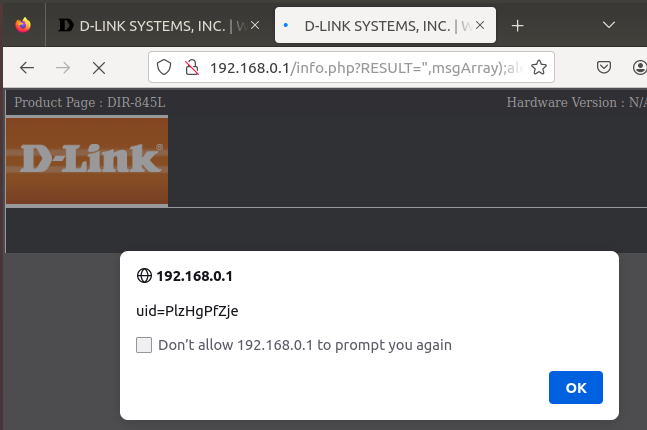 D-LINK SYSTEMS, INC. | W
D-LINK SYSTEMS, INC. | W
192.168.0.1/info.php?RESULT=",msgArray);al
Product Page : DIR-845L
Hardware Version : N/
D-Link®
192.168.0.1
uid=PlzHgPfZje
Don’t allow 192.168.0.1 to prompt you again
OK